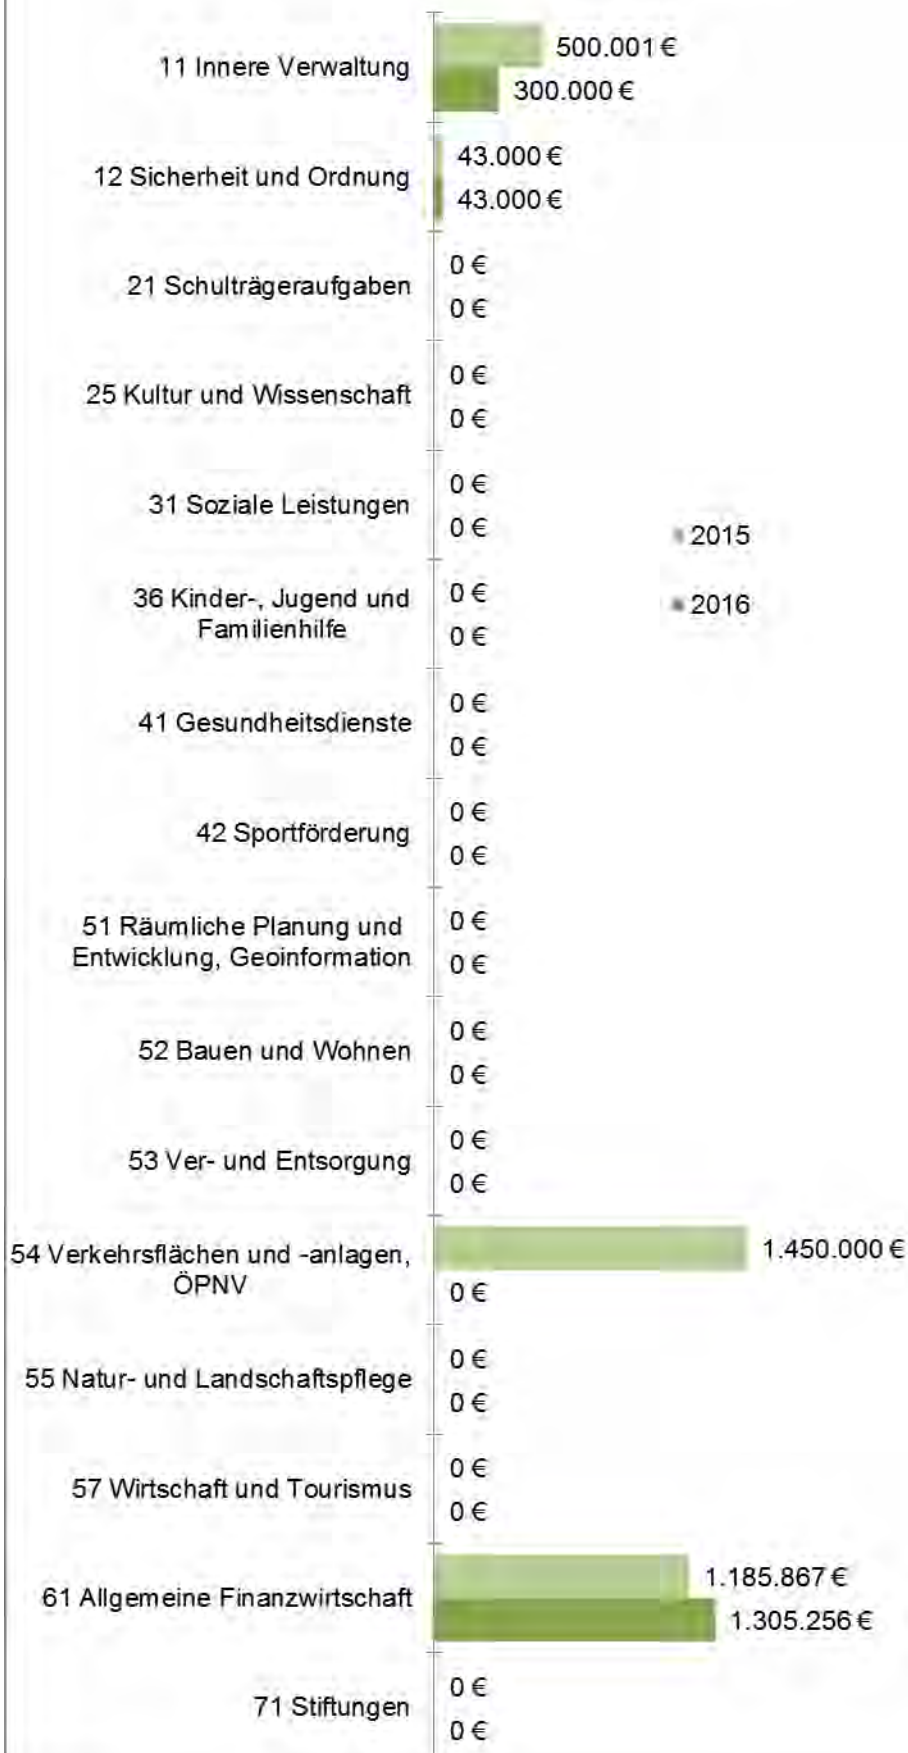 500.001 €
11 Innere Verwaltung
300.000 €
43.000 €
12 Sicherheit und Ordnung
43.000 €
0 €
21 Schulträgeraufgaben
0 €
0 €
25 Kultur und Wissenschaft
0 €
0 €
31 Soziale Leistungen
0 €
2015
36 Kinder-, Jugend und
Familienhilfe
0 €
0 €
2016
0 €
41 Gesundheitsdienste
0 €
0 €
42 Sportförderung
0 €
51 Räumliche Planung und
Entwicklung, Geoinformation
0 €
0 €
0 €
52 Bauen und Wohnen
0 €
0 €
53 Ver- und Entsorgung
0 €
54 Verkehrsflächen und -anlagen,
ÖPNV
1.450.000 €
0 €
0 €
55 Natur- und Landschaftspflege
0 €
0 €
57 Wirtschaft und Tourismus
0 €
1.185.867 €
61 Allgemeine Finanzwirtschaft
1.305.256 €
0 €
71 Stiftungen
0 €